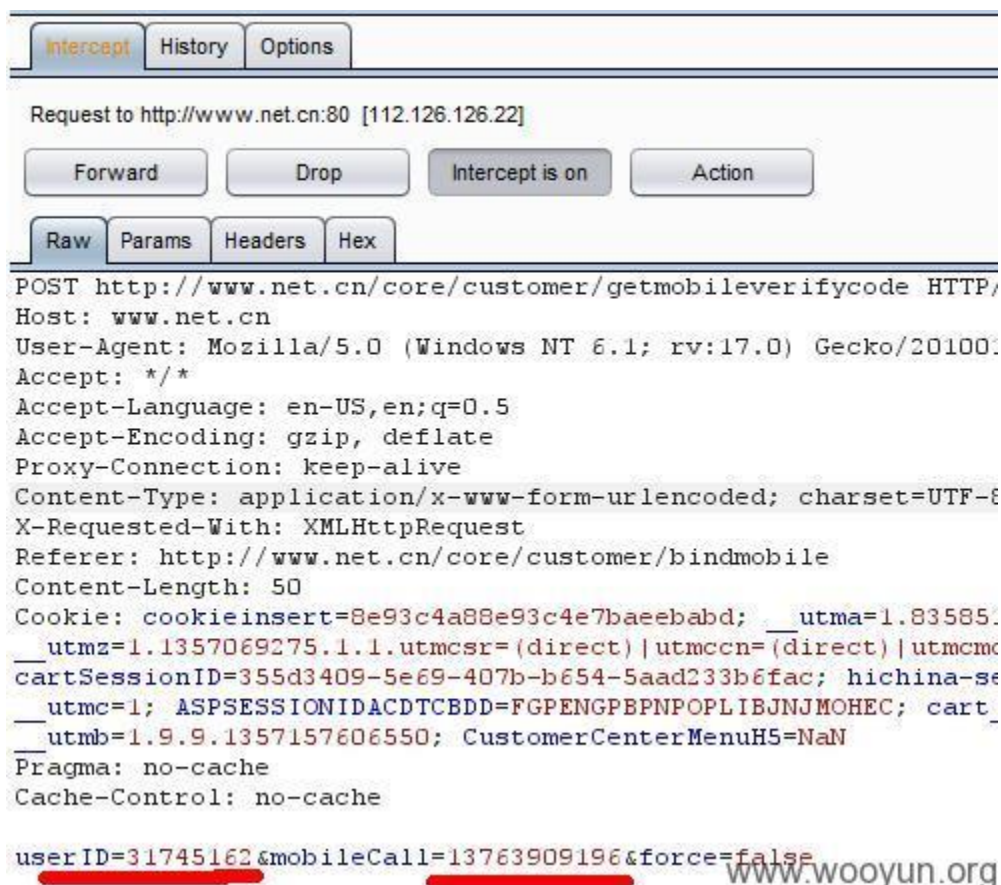 Intercept History Options
Request to http://www.net.cn:80 [112.126.126.22]
Forward Drop Intercept is on Action
Raw Params Headers Hex
POST http://www.net.cn/core/customer/getmobileverifycode HTTP/
Host: www.net.cn
User-Agent: Mozilla/5.0 (Windows NT 6.1; rv:17.0) Gecko/201001
Accept: */*
Accept-Language: en-US,en;q=0.5
Accept-Encoding: gzip, deflate
Proxy-Connection: keep-alive
Content-Type: application/x-www-form-urlencoded; charset=UTF-8
X-Requested-With: XMLHttpRequest
Referer: http://www.net.cn/core/customer/bindmobile
Content-Length: 50
Cookie: cookieinsert=8e93c4a88e93c4e7baeebabd; __utma=1.835851
__utmz=1.1357069275.1.1.utmcsr=(direct)|utmccn=(direct)|utmcmd
cartSessionID=355d3409-5e69-407b-b654-5aad233b6fac; hichina-se
__utmc=1; ASPSESSIONIDACDTCBDD=FGPENGPBPNPOPLIBJNJMOHEC; cart_
__utmb=1.9.9.1357157606550; CustomerCenterMenuH5=NaN
Pragma: no-cache
Cache-Control: no-cache
userID=31745162&mobileCall=13763909196&force=false
www.wooyun.org